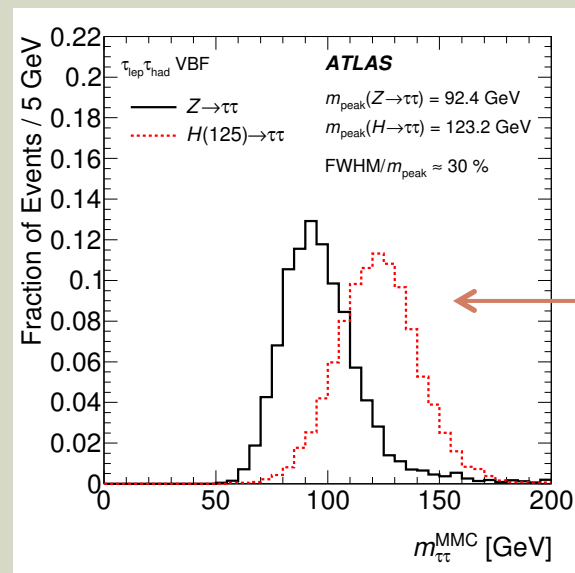 0.22
0.2
0.18
0.16
0.14
0.12
0.1
0.08
0.06
0.04
0.02
0
Fraction of Events / 5 GeV
τlepτhad VBF
Z→ττ
H(125)→ττ
ATLAS
mpeak(Z→ττ) = 92.4 GeV
mpeak(H→ττ) = 123.2 GeV
FWHM/mpeak ≈ 30 %
0 50 100 150 200
mττMMC [GeV]